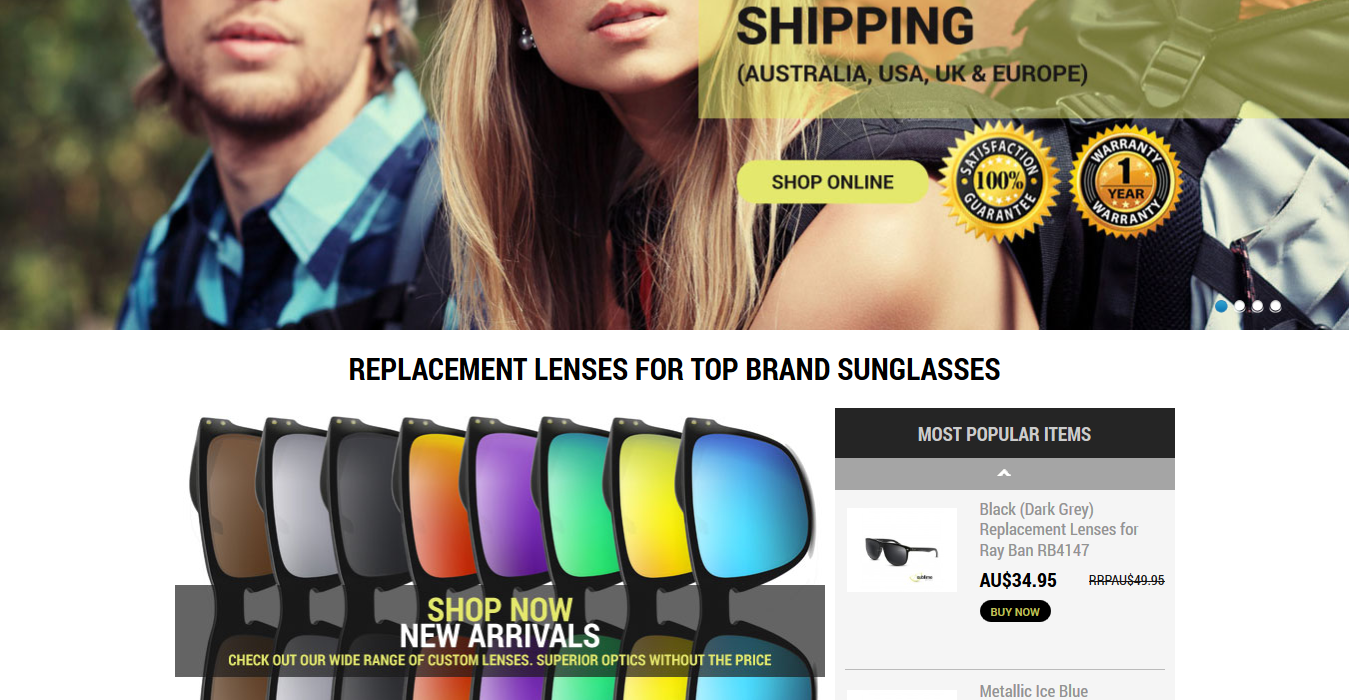 SHIPPING
(AUSTRALIA, USA, UK & EUROPE)
SHOP ONLINE
SATISFACTION
100%
GUARANTEE
WARRANTY
1
YEAR
WARRANTY
REPLACEMENT LENSES FOR TOP BRAND SUNGLASSES
SHOP NOW
NEW ARRIVALS
CHECK OUT OUR WIDE RANGE OF CUSTOM LENSES. SUPERIOR OPTICS WITHOUT THE PRICE
MOST POPULAR ITEMS
Black (Dark Grey)
Replacement Lenses for
Ray Ban RB4147
sublime
AU$34.95 RRPAU$49.95
BUY NOW
Metallic Ice Blue